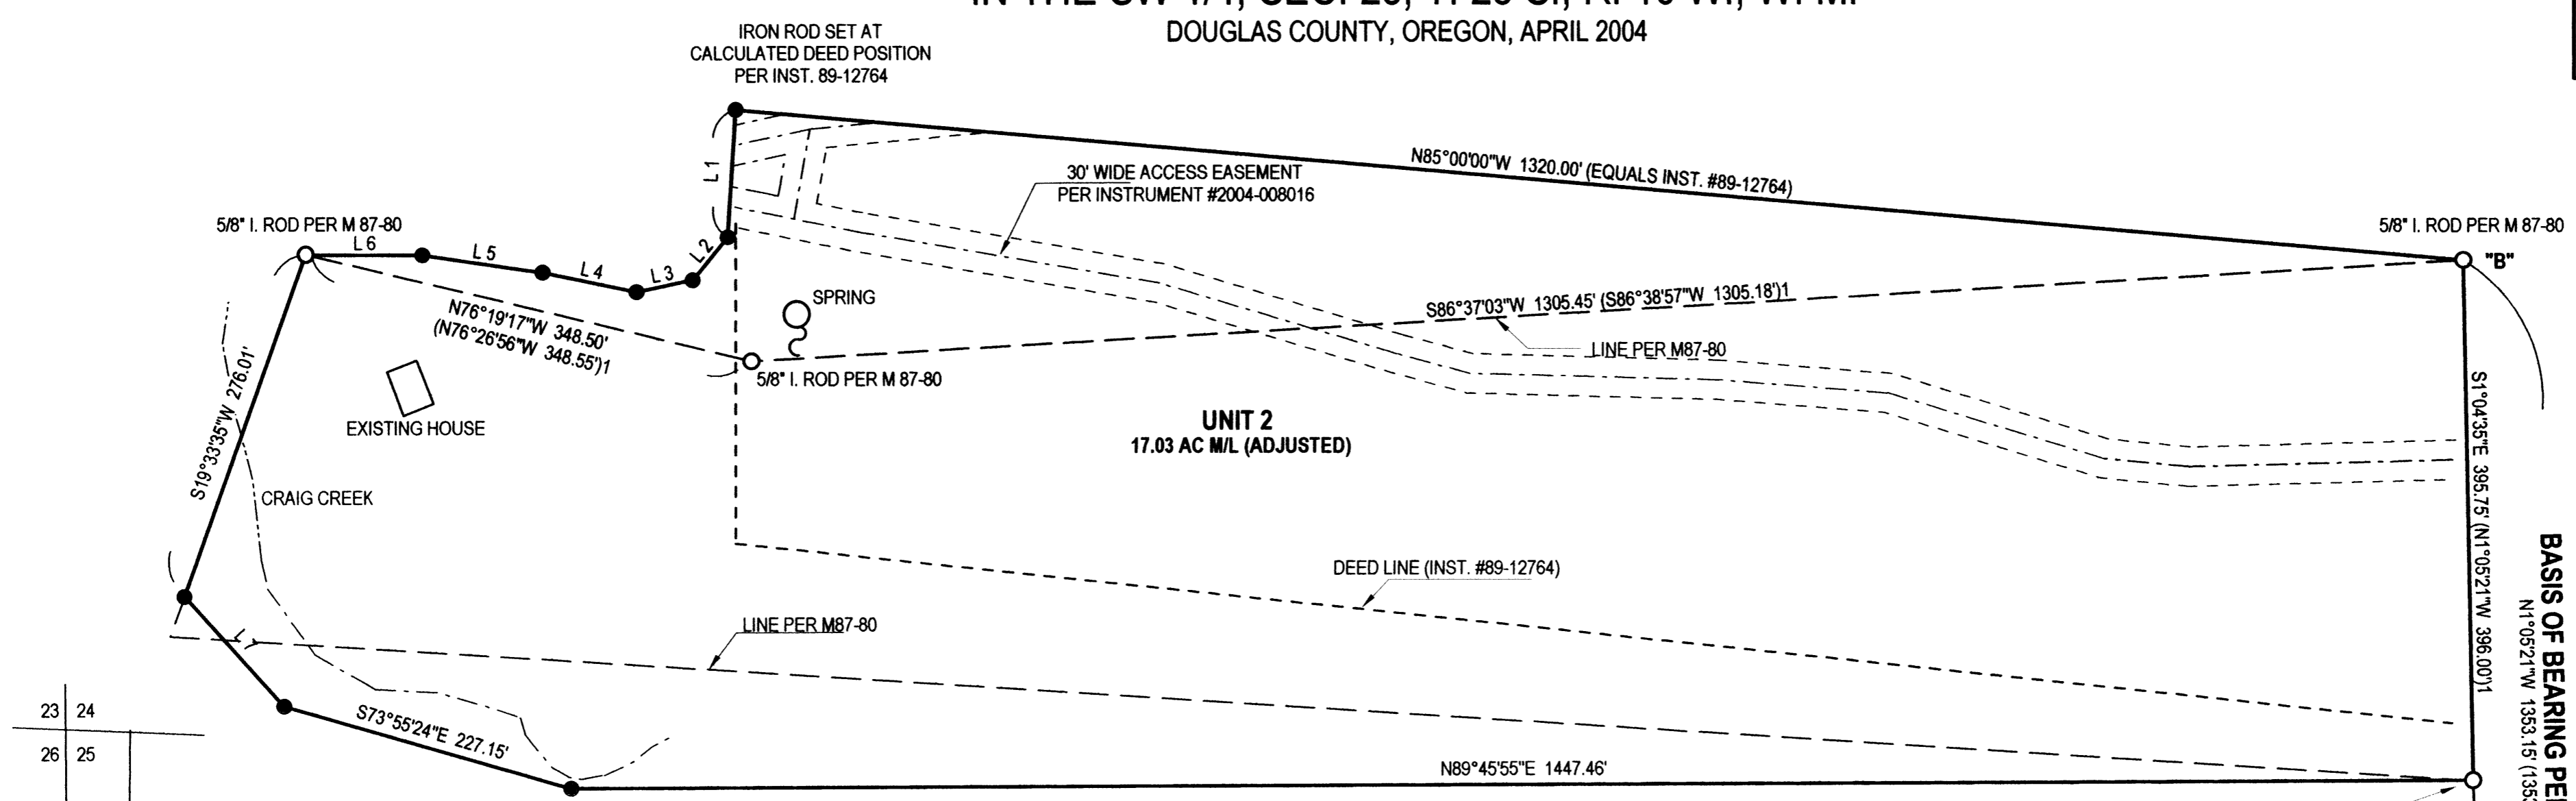 DOUGLAS COUNTY, OREGON, APRIL 2004
IRON ROD SET AT
CALCULATED DEED POSITION
PER INST. 89-12764
N85°00'00"W 1320.00' (EQUALS INST. #89-12764)
30' WIDE ACCESS EASEMENT
PER INSTRUMENT #2004-008016
5/8" I. ROD PER M 87-80
5/8" I. ROD PER M 87-80
"B"
L 1
L 2
L 3
L 4
L 5
L 6
SPRING
S86°37'03"W 1305.45' (S86°38'57"W 1305.18')1
LINE PER M87-80
N76°19'17"W 348.50'
(N76°26'56"W 348.55')1
5/8" I. ROD PER M 87-80
S19°33'35"W 276.01'
EXISTING HOUSE
UNIT 2
17.03 AC M/L (ADJUSTED)
CRAIG CREEK
S1°04'35"E 395.75' (N1°05'21"W 396.00')1
BASIS OF BEARING
N1°05'21"W 1353.15'
DEED LINE (INST. #89-12764)
LINE PER M87-80
S73°55'24"E 227.15'
N89°45'55"E 1447.46'
23 24
26 25